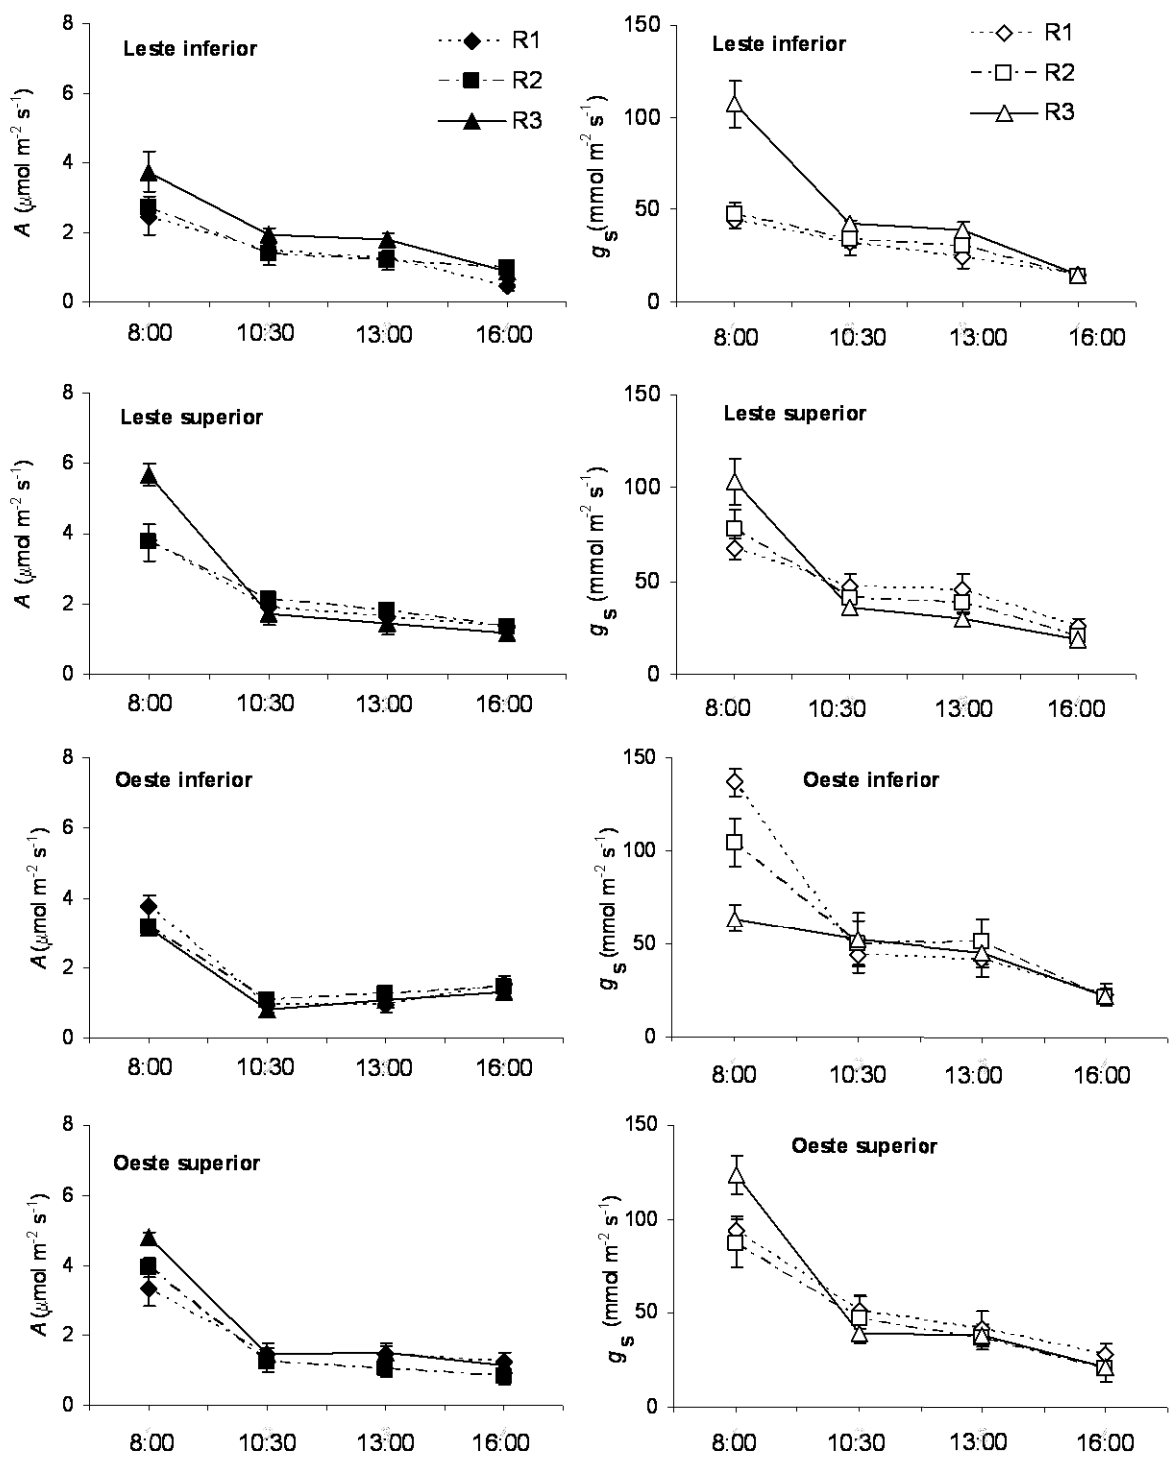 Leste inferior
R1
R2
R3
A (μmol m⁻² s⁻¹)
8
6
4
2
0
8:00 10:30 13:00 16:00
Leste inferior
R1
R2
R3
g s (mmol m⁻² s⁻¹)
150
100
50
0
8:00 10:30 13:00 16:00
Leste superior
A (μmol m⁻² s⁻¹)
8
6
4
2
0
8:00 10:30 13:00 16:00
Leste superior
g s (mmol m⁻² s⁻¹)
150
100
50
0
8:00 10:30 13:00 16:00
Oeste inferior
A (μmol m⁻² s⁻¹)
8
6
4
2
0
8:00 10:30 13:00 16:00
Oeste inferior
g s (mmol m⁻² s⁻¹)
150
100
50
0
8:00 10:30 13:00 16:00
Oeste superior
A (μmol m⁻² s⁻¹)
8
6
4
2
0
8:00 10:30 13:00 16:00
Oeste superior
g s (mmol m⁻² s⁻¹)
150
100
50
0
8:00 10:30 13:00 16:00